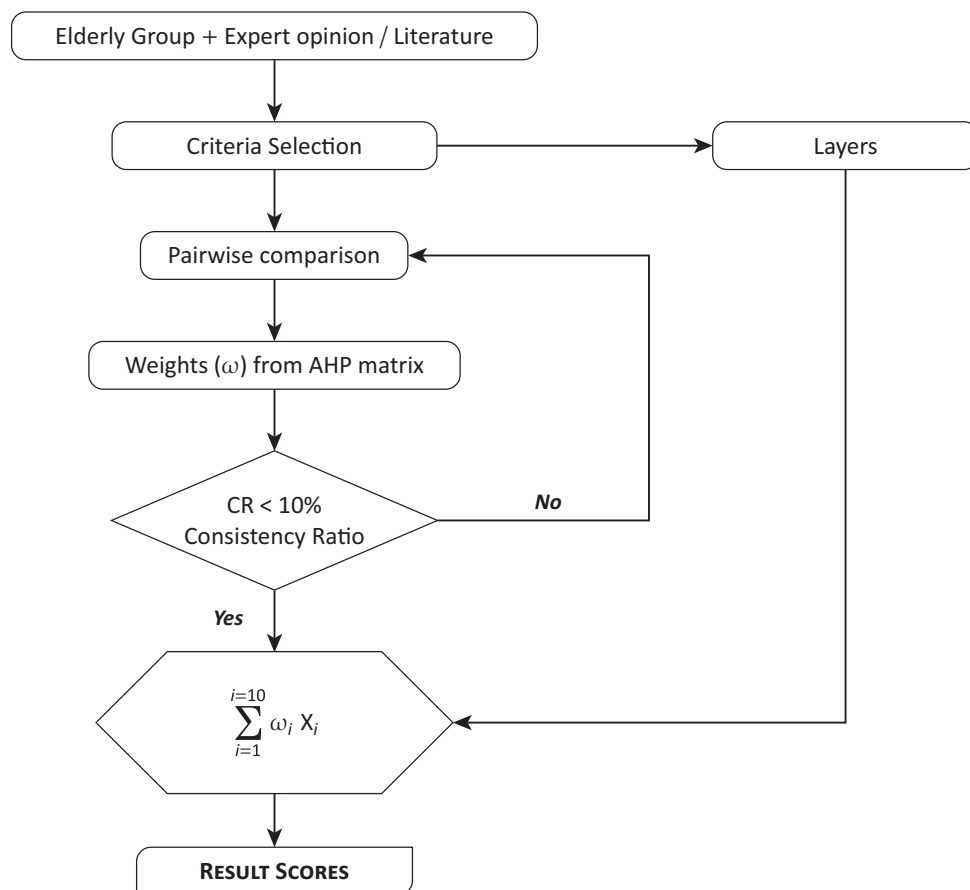 Elderly Group + Expert opinion / Literature
Criteria Selection
Layers
Pairwise comparison
Weights (ω) from AHP matrix
CR < 10%
Consistency Ratio
No
Yes
i=10
∑ ωᵢ Xᵢ
i=1
RESULT SCORES